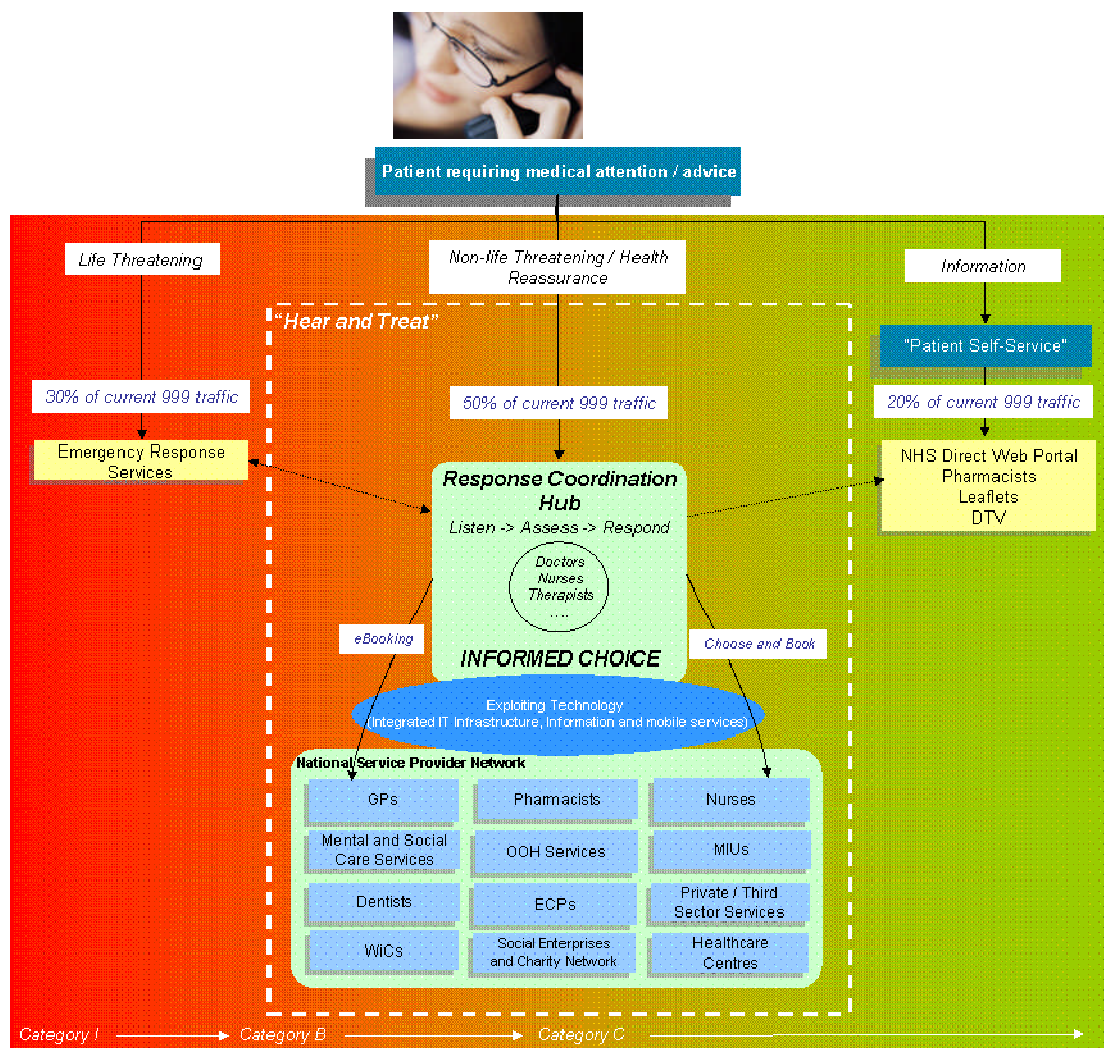 Patient requiring medical attention / advice
Life Threatening
Non-life Threatening / Health
Reassurance
Information
"Hear and Treat"
"Patient Self-Service"
30% of current 999 traffic
50% of current 999 traffic
20% of current 999 traffic
Emergency Response
Services
NHS Direct Web Portal
Pharmacists
Leaflets
DTV
Response Coordination
Hub
Listen -> Assess -> Respond
Doctors
Nurses
Therapists
....
eBooking
Choose and Book
INFORMED CHOICE
Exploiting Technology
(Integrated IT Infrastructure, Information and mobile services)
National Service Provider Network
GPs
Pharmacists
Nurses
Mental and Social
Care Services
OOH Services
MIUs
Dentists
ECPs
Private / Third
Sector Services
WiCs
Social Enterprises
and Charity Network
Healthcare
Centres
Category I
Category B
Category C